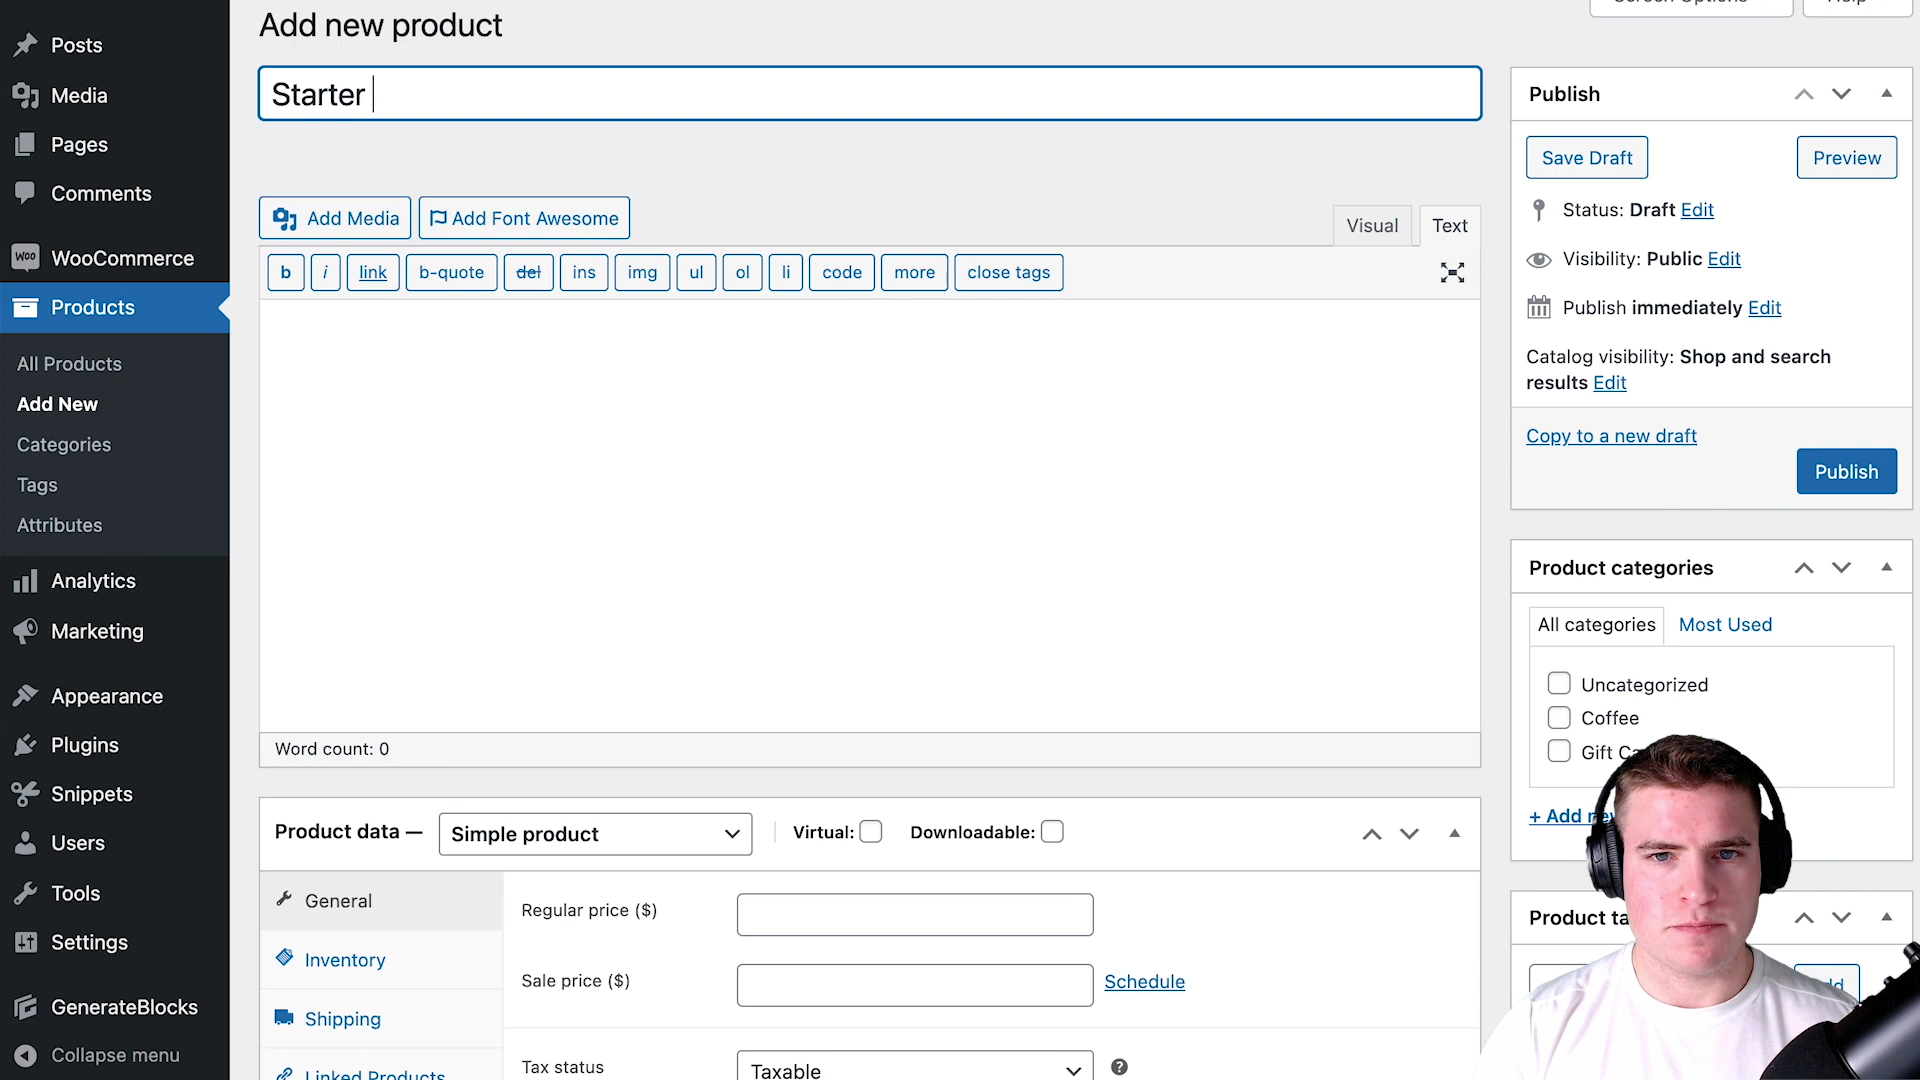 Add new product
Help
Posts
Media
Pages
Comments
WooCommerce
Products
All Products
Add New
Categories
Tags
Attributes
Analytics
Marketing
Appearance
Plugins
Snippets
Users
Tools
Settings
GenerateBlocks
Collapse menu
Starter
Add Media
Add Font Awesome
Visual
Text
b
i
link
b-quote
del
ins
img
ul
ol
li
code
more
close tags
Word count: 0
Product data —
Simple product
Virtual:
Downloadable:
General
Inventory
Shipping
Linked Products
Regular price ($)
Sale price ($)
Schedule
Tax status
Taxable
Publish
Save Draft
Preview
Status: Draft Edit
Visibility: Public Edit
Publish immediately Edit
Catalog visibility: Shop and search
results Edit
Copy to a new draft
Publish
Product categories
All categories
Most Used
Uncategorized
Coffee
Gift
+ Add
Product